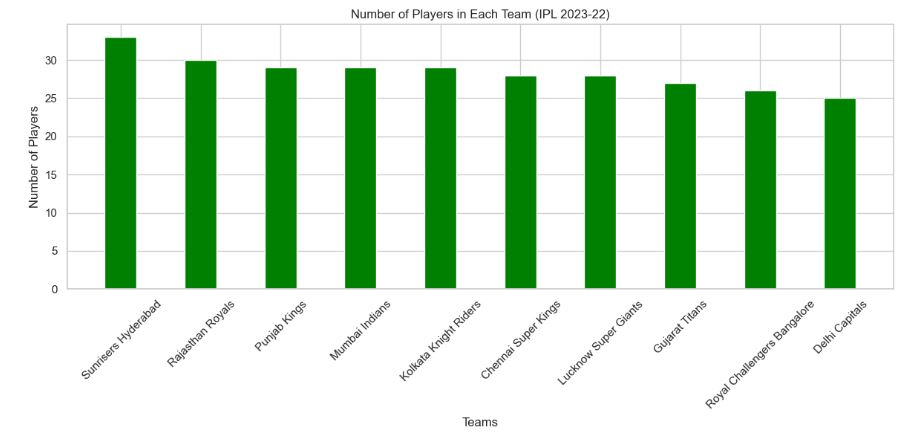 Number of Players in Each Team (IPL 2023-22)
Number of Players
30
25
20
15
10
5
0
Sunrisers Hyderabad
Rajasthan Royals
Punjab Kings
Mumbai Indians
Kolkata Knight Riders
Chennai Super Kings
Lucknow Super Giants
Gujarat Titans
Royal Challengers Bangalore
Delhi Capitals
Teams